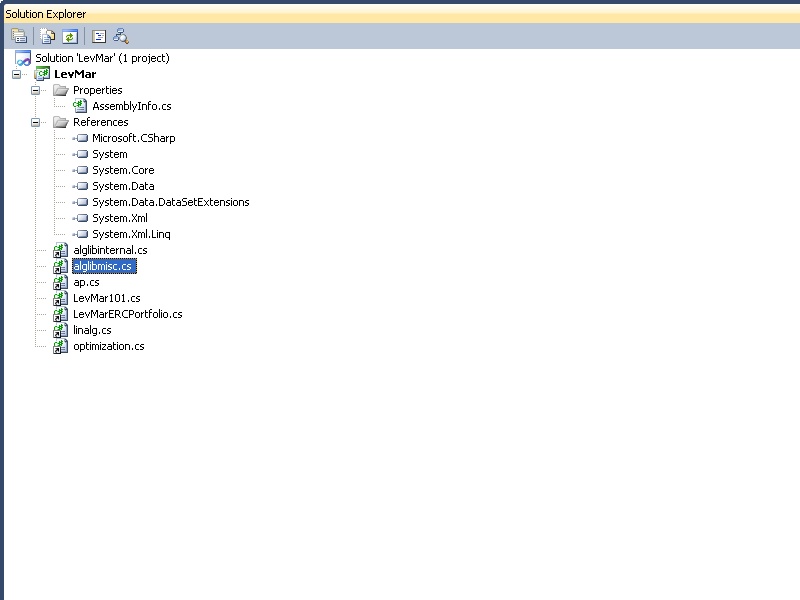 Solution Explorer
Solution 'LevMar' (1 project)
LevMar
Properties
AssemblyInfo.cs
References
Microsoft.CSharp
System
System.Core
System.Data
System.Data.DataSetExtensions
System.Xml
System.Xml.Linq
alglibinternal.cs
alglibmisc.cs
ap.cs
LevMar101.cs
LevMarERCPortfolio.cs
linalg.cs
optimization.cs